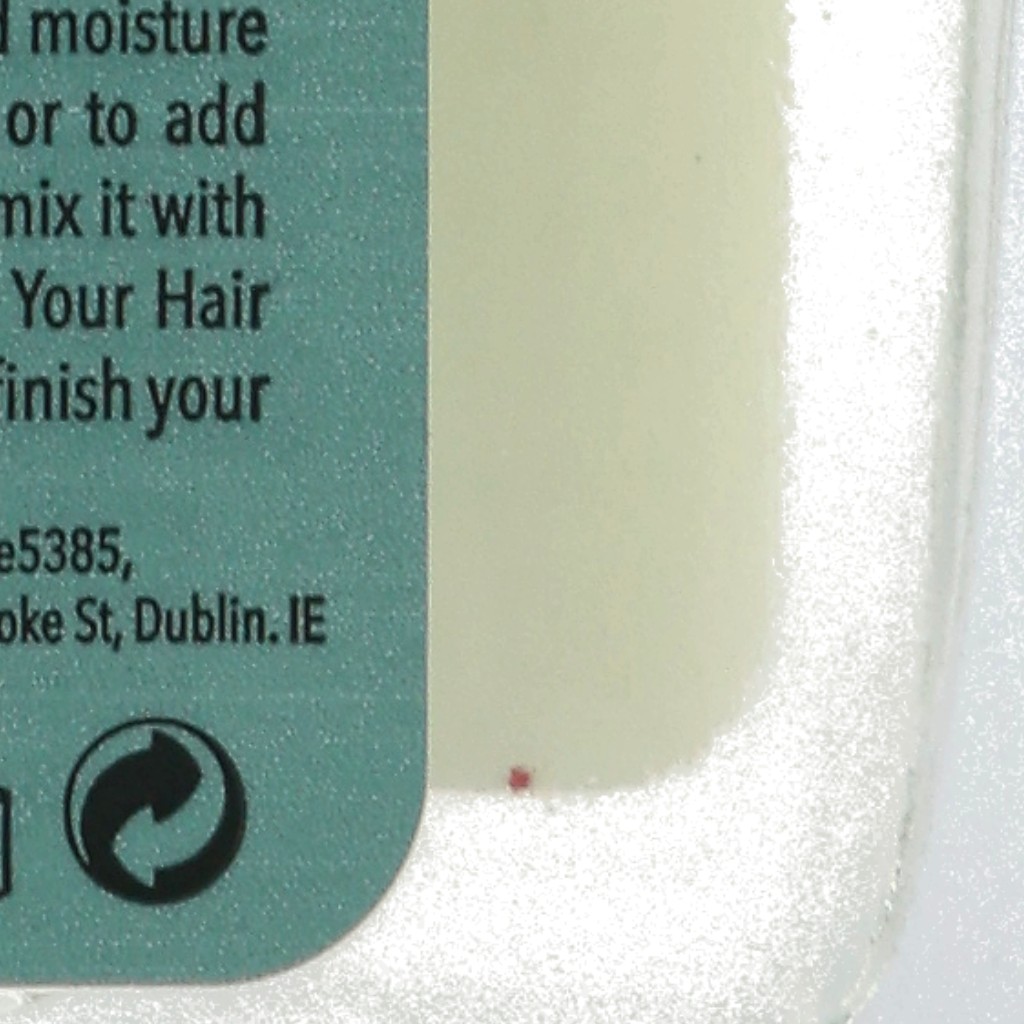 moisture
or to add
mix it with
Your Hair
finish your
e5385,
oke St, Dublin. IE